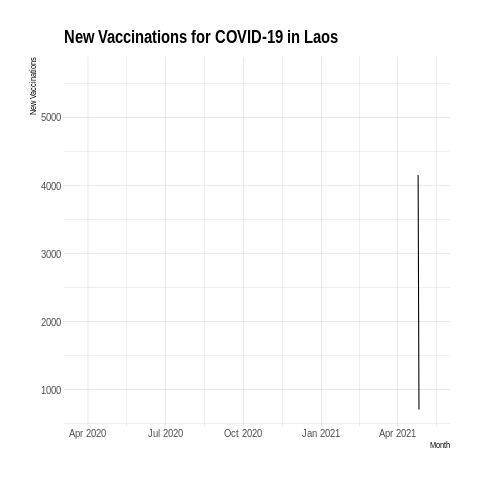 New Vaccinations for COVID-19 in Laos
New Vaccinations
5000
4000
3000
2000
1000
Apr 2020 Jul 2020 Oct 2020 Jan 2021 Apr 2021
Month